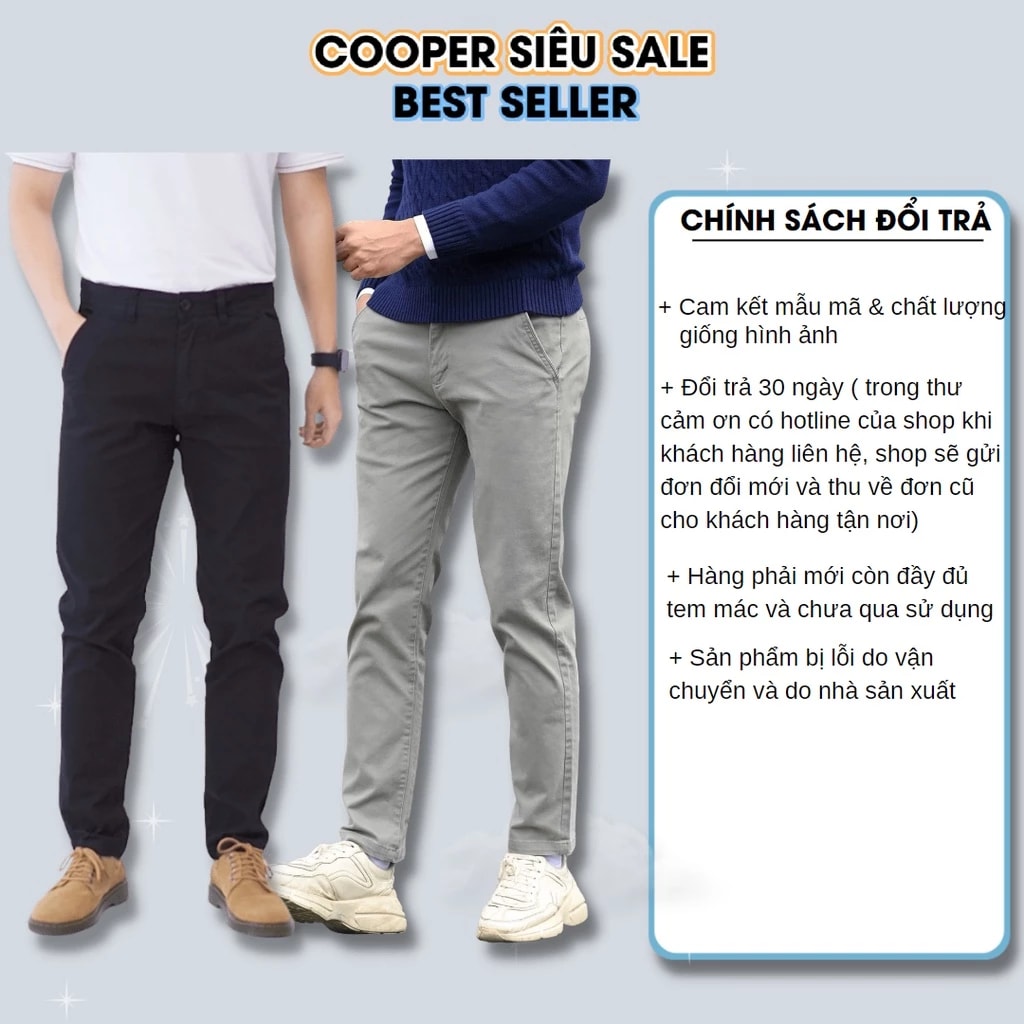 COOPER SIÊU SALE
BEST SELLER
CHÍNH SÁCH ĐỔI TRẢ
+ Cam kết mẫu mã & chất lượng
giống hình ảnh
+ Đổi trả 30 ngày ( trong thư
cảm ơn có hotline của shop khi
khách hàng liên hệ, shop sẽ gửi
đơn đổi mới và thu về đơn cũ
cho khách hàng tận nơi)
+ Hàng phải mới còn đầy đủ
tem mác và chưa qua sử dụng
+ Sản phẩm bị lỗi do vận
chuyển và do nhà sản xuất